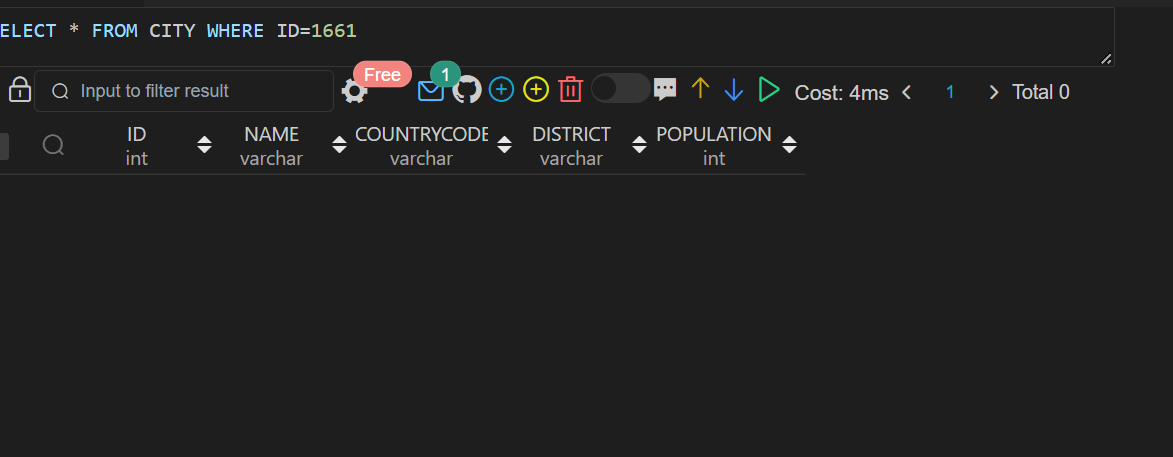 ELECT * FROM CITY WHERE ID=1661
Input to filter result Free 1 Cost: 4ms 1 Total 0
ID NAME COUNTRYCODE DISTRICT POPULATION
int varchar varchar varchar int